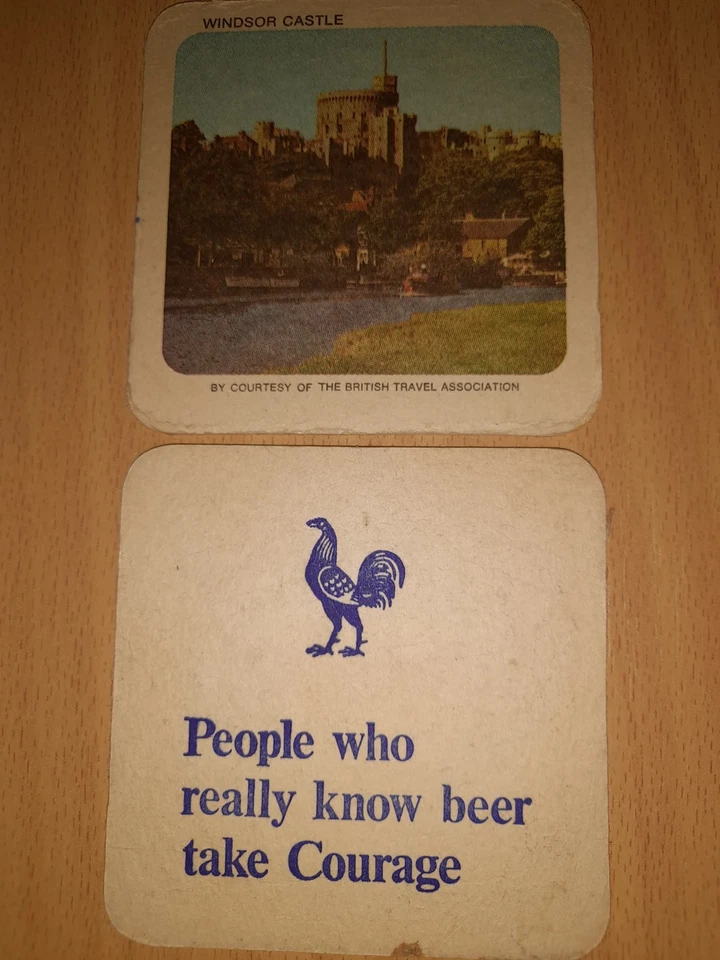 WINDSOR CASTLE
BY COURTESY OF THE BRITISH TRAVEL ASSOCIATION
People who
really know beer
take Courage